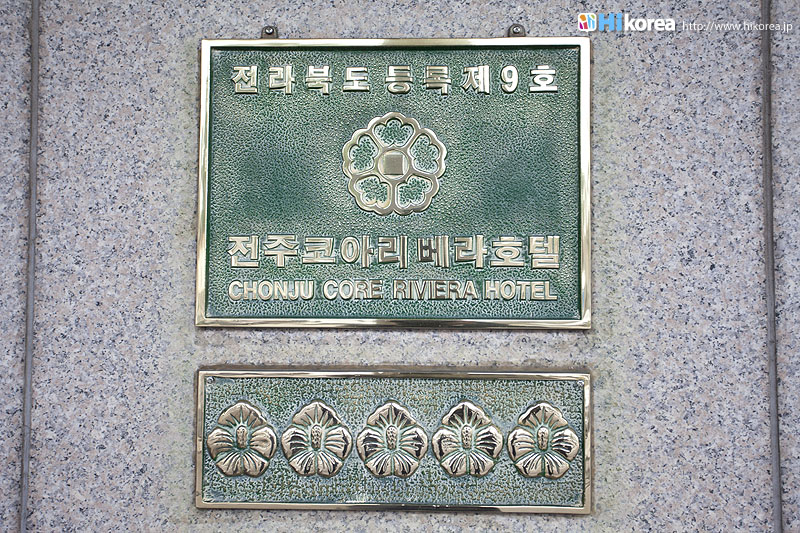 Hikorea http://www.hikorea.jp
전라북도 등록 제9호
전주코아리베라호텔
CHONJU CORE RIVIERA HOTEL